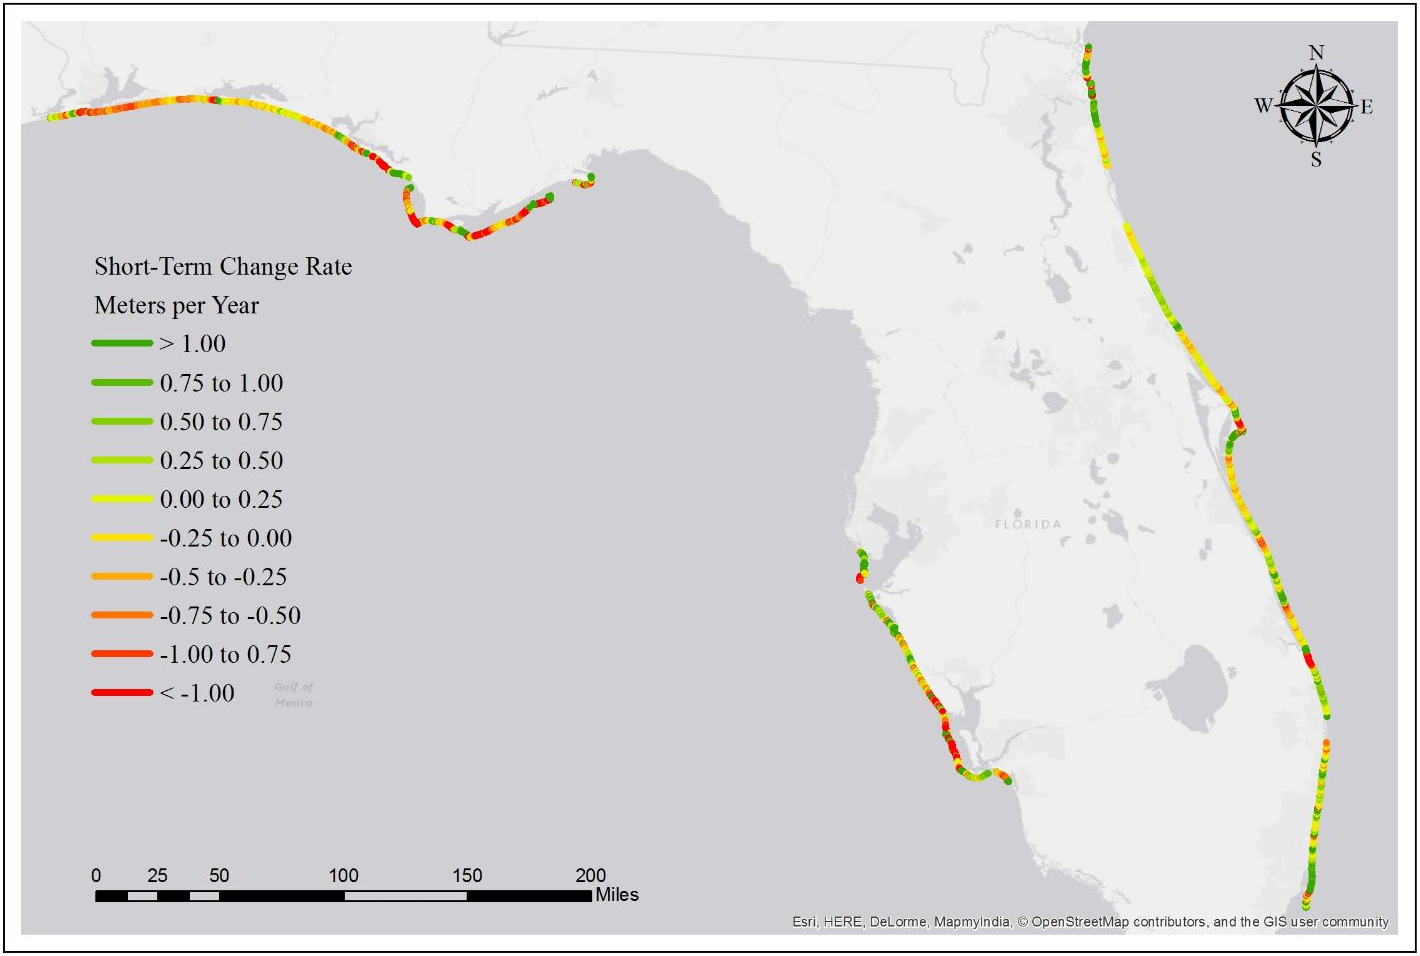 N
W E
S
Short-Term Change Rate
Meters per Year
> 1.00
0.75 to 1.00
0.50 to 0.75
0.25 to 0.50
0.00 to 0.25
-0.25 to 0.00
-0.5 to -0.25
-0.75 to -0.50
-1.00 to 0.75
< -1.00
FLORIDA
Gulf of
Mexico
0 25 50 100 150 200
Miles
Esri, HERE, DeLorme, MapmyIndia, © OpenStreetMap contributors, and the GIS user community